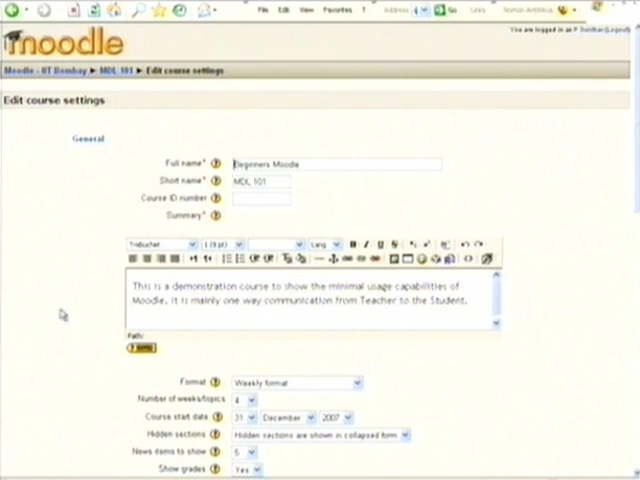 File Edit View Favorites Address Go Links Norton AntiVirus
You are logged in as
(Logout)
moodle
Moodle - IIT Bombay ► MDL 101 ► Edit course settings
Edit course settings
General
Full name* Beginners Moodle
Short name* MDL 101
Course ID number
Summary*
Trebuchet 1 (8 pt) Lang B I U S
This is a demonstration course to show the minimal usage capabilities of
Moodle. It is mainly one way communication from Teacher to the Student.
Path:
Format Weekly format
Number of weeks/topics 4
Course start date 31 December 2007
Hidden sections Hidden sections are shown in collapsed form
News items to show 5
Show grades Yes